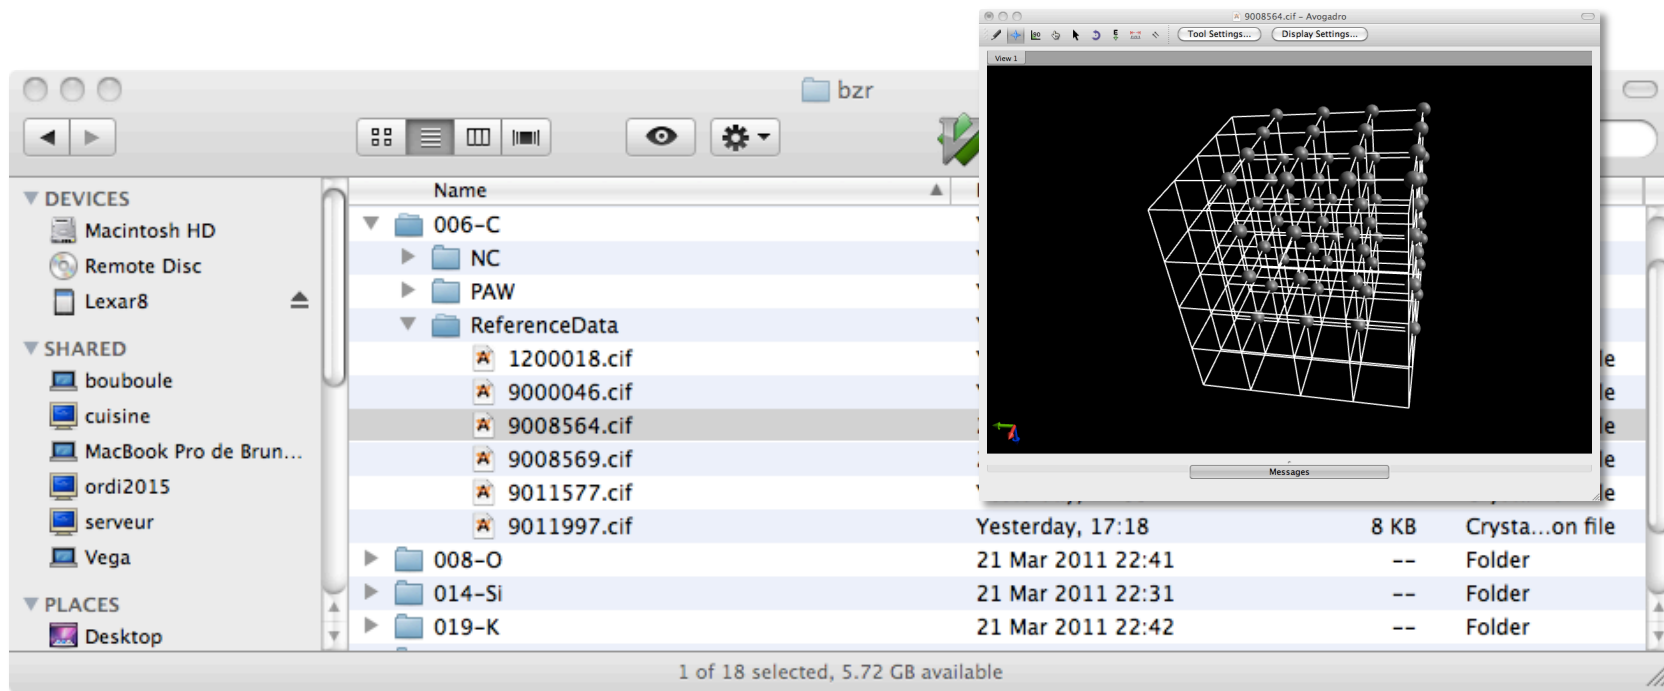 9008564.cif – Avogadro
Tool Settings... Display Settings...
View 1
Messages
bzr
Name
DEVICES
Macintosh HD
Remote Disc
Lexar8
SHARED
bouboule
cuisine
MacBook Pro de Brun...
ordi2015
serveur
Vega
PLACES
Desktop
006-C
NC
PAW
ReferenceData
1200018.cif
9000046.cif
9008564.cif
9008569.cif
9011577.cif
9011997.cif Yesterday, 17:18 8 KB Crysta...on file
008-O 21 Mar 2011 22:41 -- Folder
014-Si 21 Mar 2011 22:31 -- Folder
019-K 21 Mar 2011 22:42 -- Folder
1 of 18 selected, 5.72 GB available